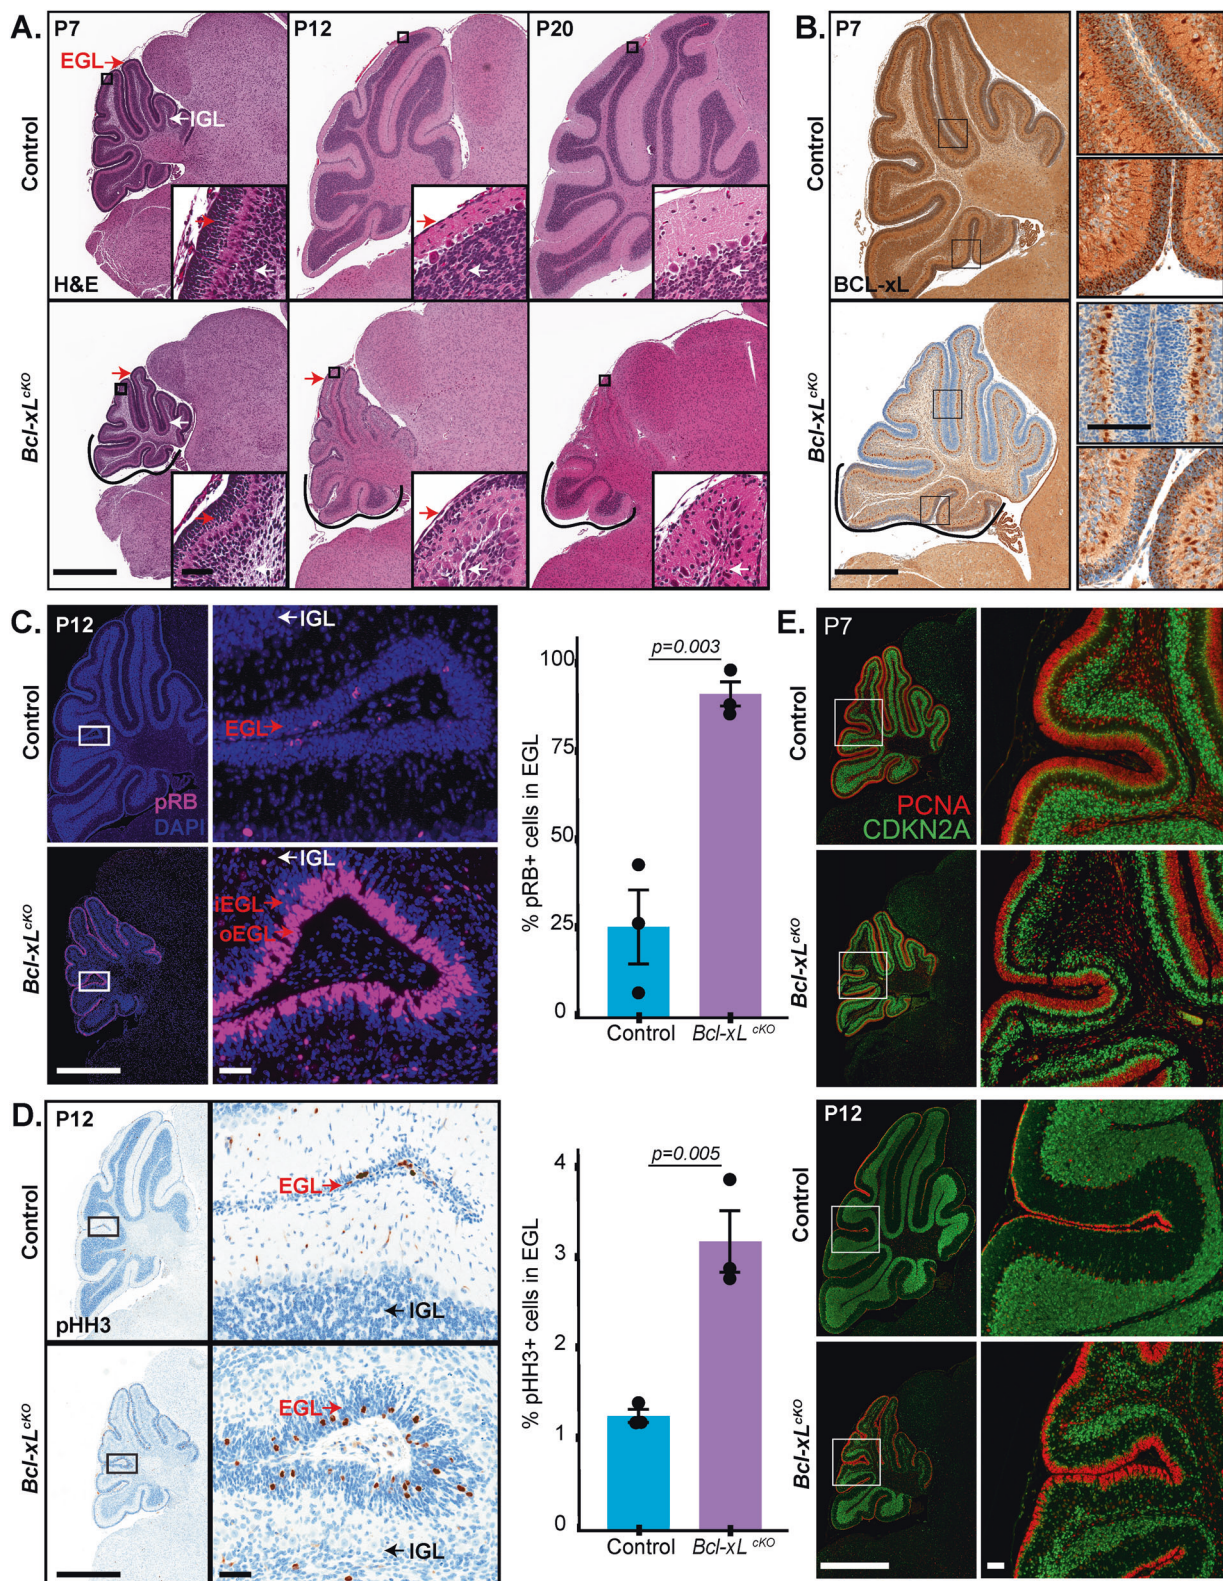 A.
P7
P12
P20
Control
EGL
IGL
H&E
Bcl-xL cKO
B.
P7
Control
BCL-xL
Bcl-xL cKO
C.
P12
Control
IGL
EGL
pRB
DAPI
Bcl-xL cKO
IGL
iEGL
oEGL
% pRB+ cells in EGL
p=0.003
100
75
50
25
0
Control
Bcl-xL cKO
D.
P12
Control
EGL
IGL
pHH3
Bcl-xL cKO
EGL
IGL
% pHH3+ cells in EGL
p=0.005
4
3
2
1
0
Control
Bcl-xL cKO
E.
P7
Control
PCNA
CDKN2A
Bcl-xL cKO
P12
Control
Bcl-xL cKO